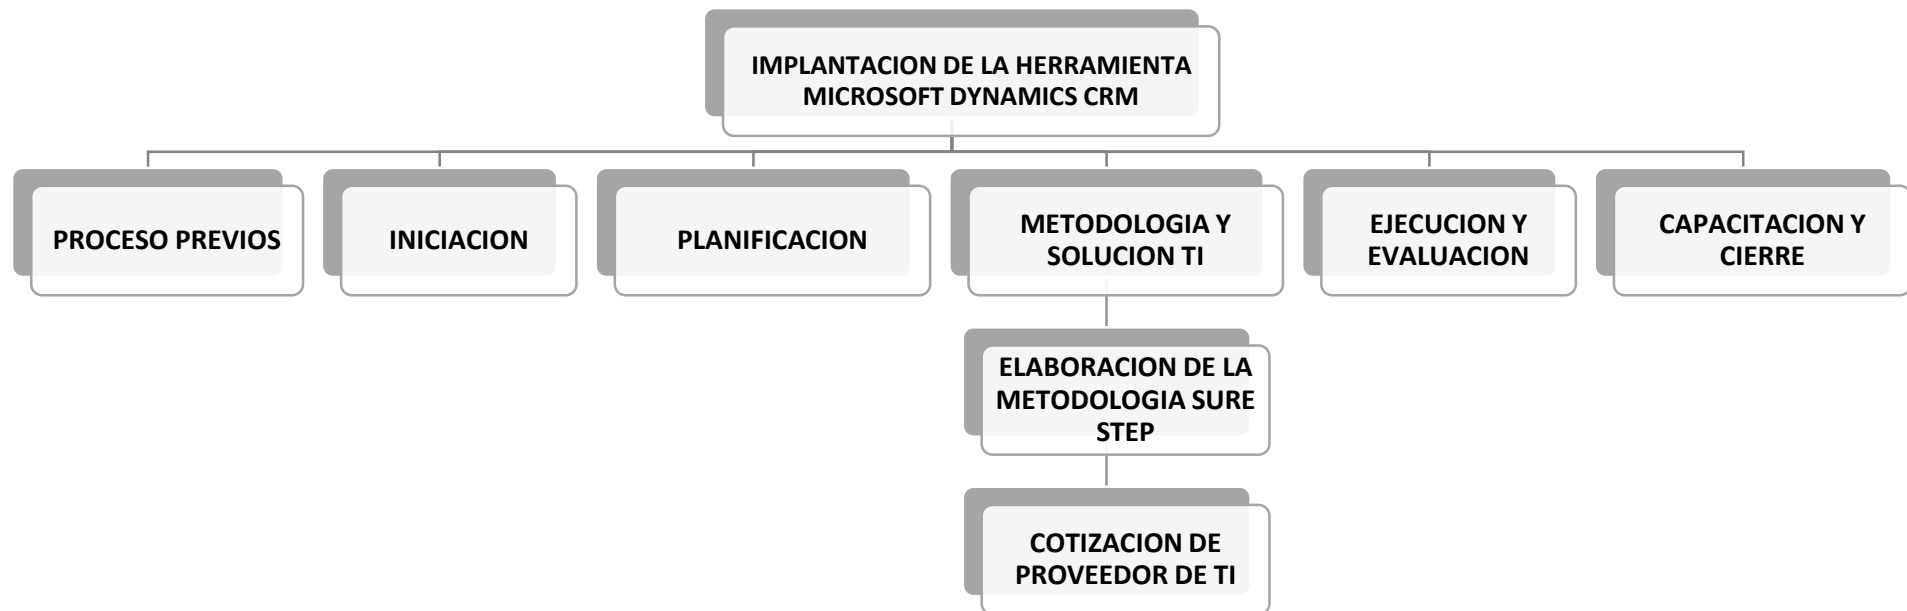 IMPLANTACION DE LA HERRAMIENTA
MICROSOFT DYNAMICS CRM
PROCESO PREVIOS
INICIACION
PLANIFICACION
METODOLOGIA Y
SOLUCION TI
EJECUCION Y
EVALUACION
CAPACITACION Y
CIERRE
ELABORACION DE LA
METODOLOGIA SURE
STEP
COTIZACION DE
PROVEEDOR DE TI